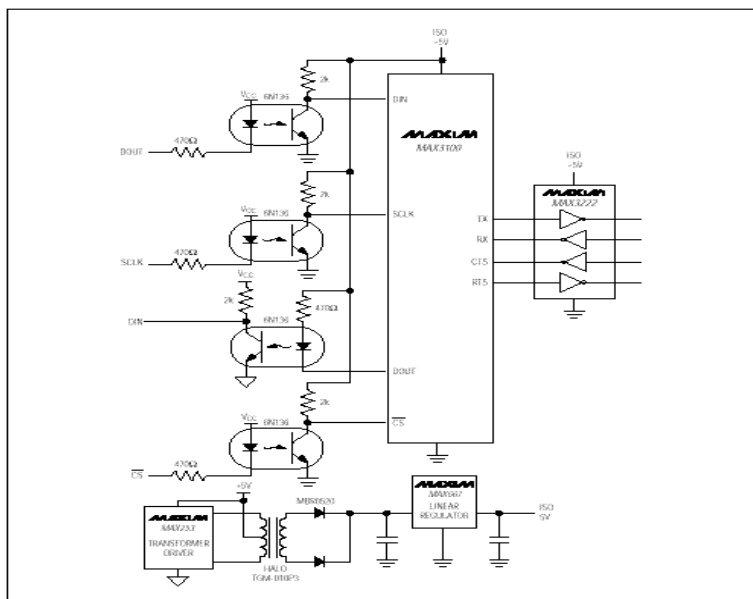 ISO
+5V
2k
VCC
6N136
DIN
MAXIM
MAX3100
470Ω
DOUT
ISO
+5V
2k
MAXIM
MAX3222
VCC
6N136
SCLK
TX
RX
470Ω
CTS
SCLK
VCC
RTS
2k
470Ω
DIN
6N136
DOUT
2k
VCC
6N136
CS
470Ω
CS
+5V
MBR0520
MAXIM
MAX667
LINEAR
REGULATOR
ISO
5V
MAXIM
MAX253
TRANSFORMER
DRIVER
HALO
TGM-010P3